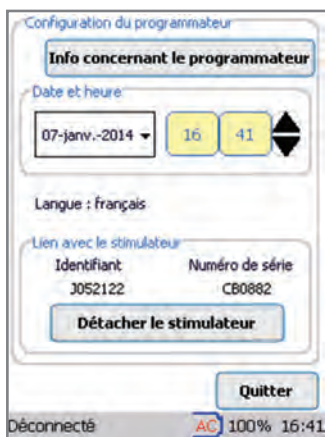 Configuration du programmateur
Info concernant le programmateur
Date et heure
07-janv.-2014 16 41
Langue : français
Lien avec le stimulateur
Identifiant Numéro de série
J052122 CB0882
Détacher le stimulateur
Quitter
Déconnecté AC 100% 16:41